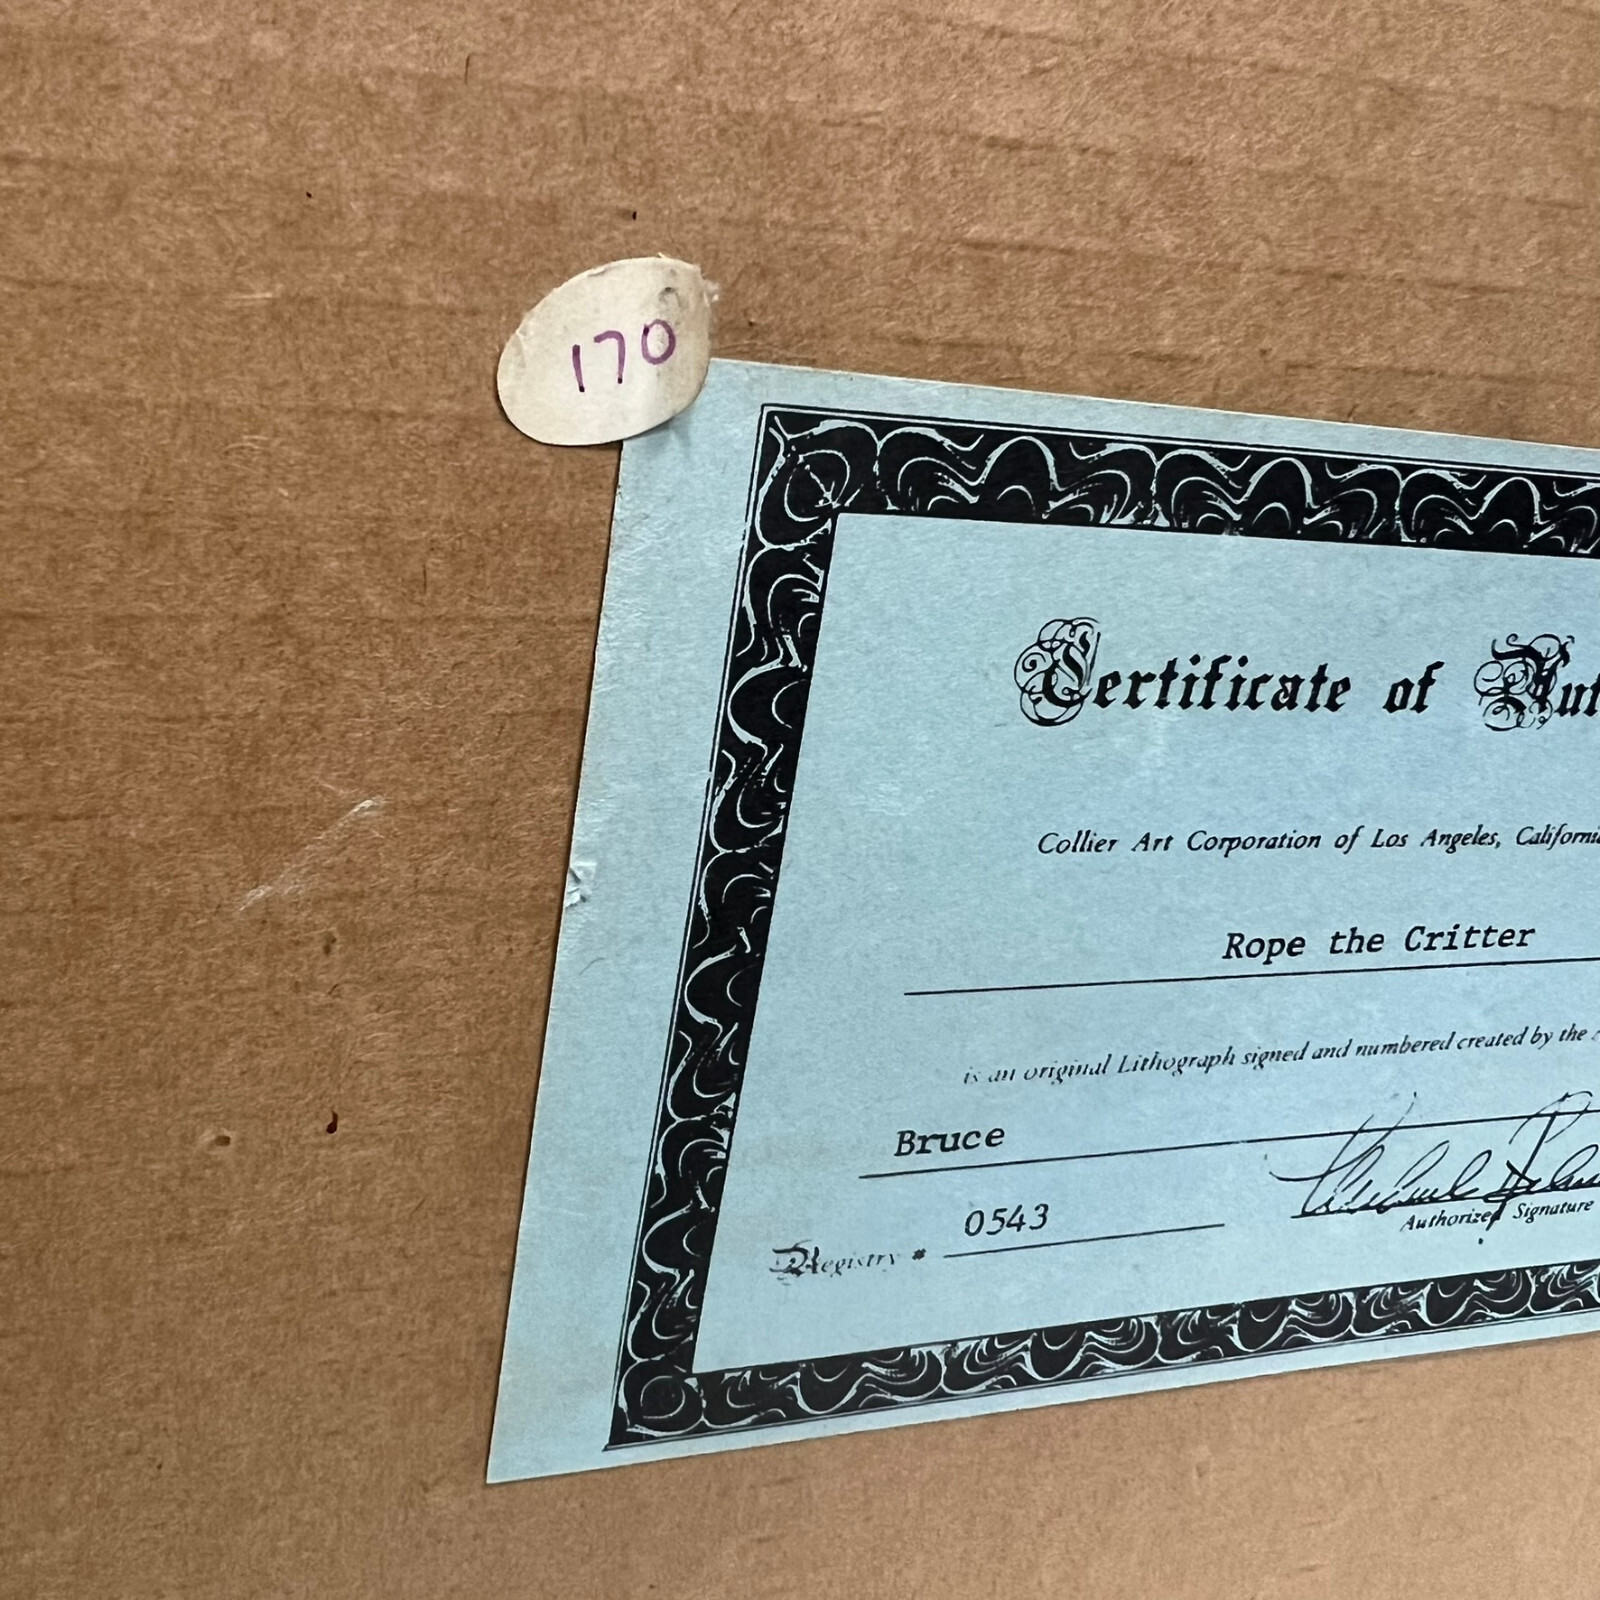 170
Certificate of
Collier Art Corporation of Los Angeles, California
Rope the Critter
is an original Lithograph signed and numbered created by the
Bruce
0543
Registry #
Authorized Signature